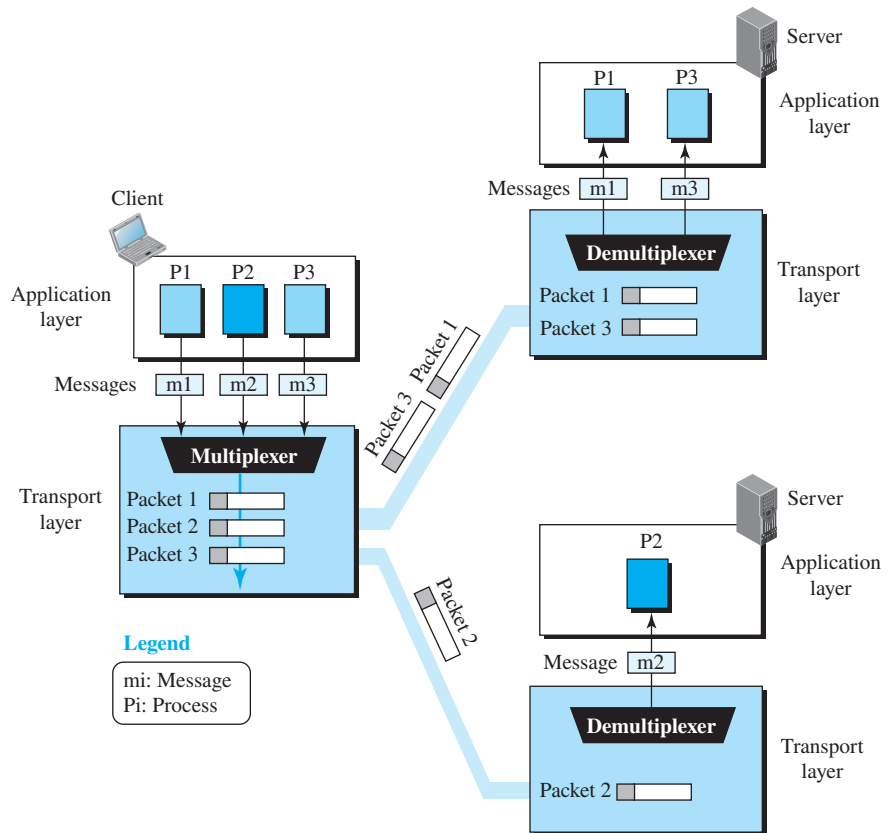 Server
P1 P3
Application
layer
Messages m1 m3
Demultiplexer
Packet 1
Packet 3
Transport
layer
Client
P1 P2 P3
Application
layer
Messages m1 m2 m3
Multiplexer
Transport
layer
Packet 1
Packet 2
Packet 3
Packet 1
Packet 3
Packet 2
Server
P2
Application
layer
Message m2
Demultiplexer
Packet 2
Transport
layer
Legend
mi: Message
Pi: Process